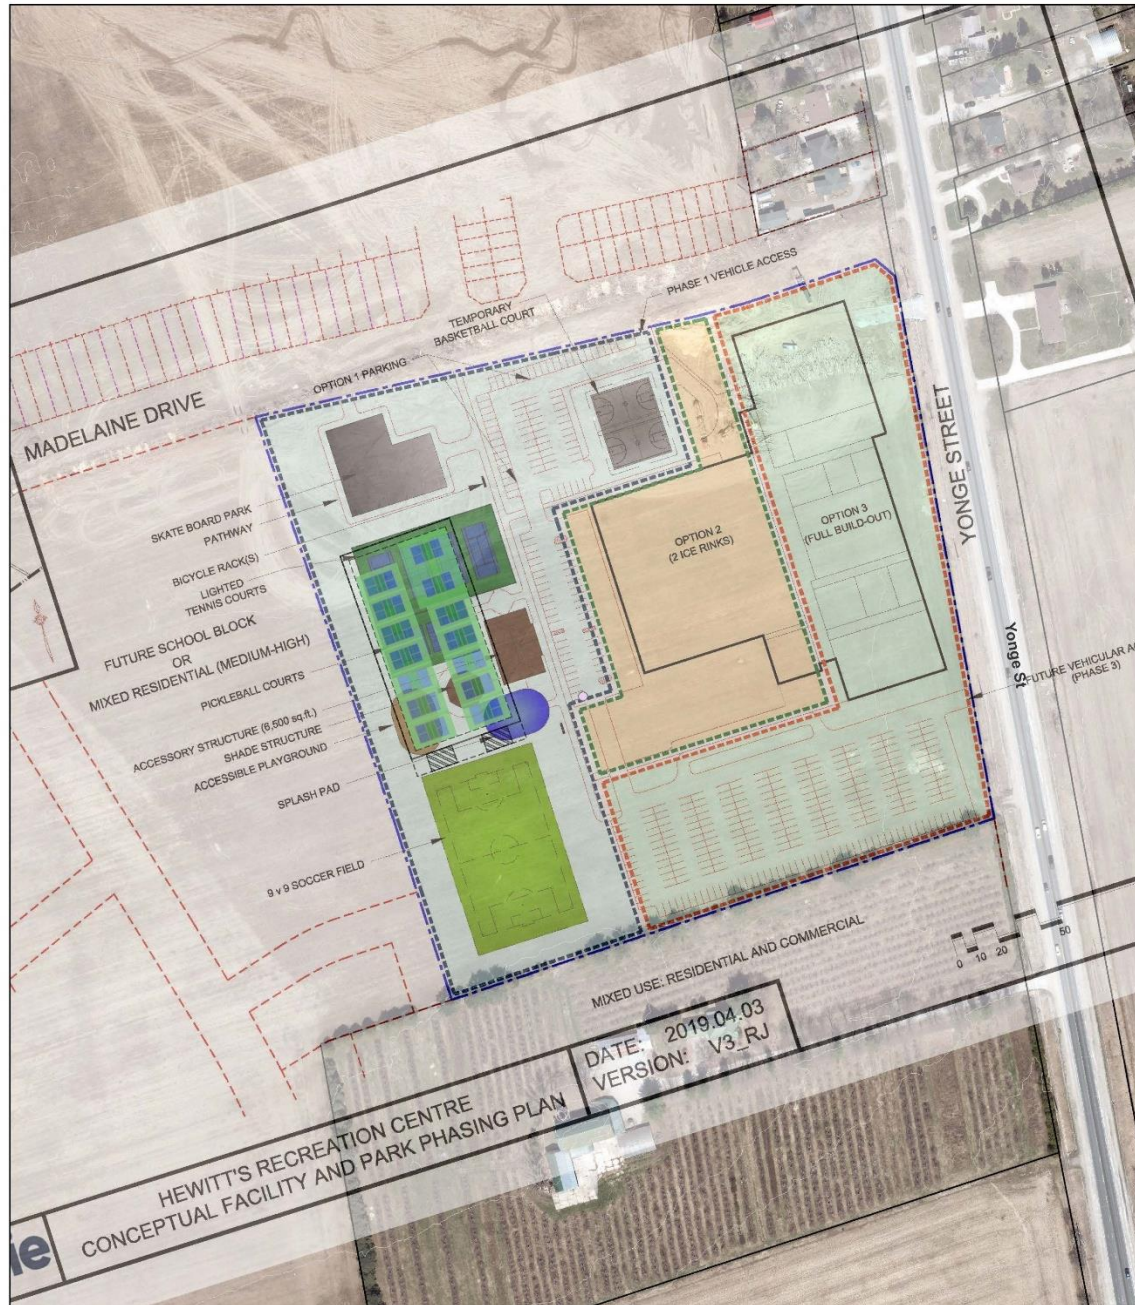 PHASE 1 VEHICLE ACCESS
TEMPORARY
BASKETBALL COURT
OPTION 1 PARKING
MADELAINE DRIVE
YONGE STREET
SKATE BOARD PARK
PATHWAY
BICYCLE RACK(S)
LIGHTED
TENNIS COURTS
FUTURE SCHOOL BLOCK
OR
MIXED RESIDENTIAL (MEDIUM-HIGH)
PICKLEBALL COURTS
ACCESSORY STRUCTURE (6,500 sq.ft.)
SHADE STRUCTURE
ACCESSIBLE PLAYGROUND
SPLASH PAD
9 v 9 SOCCER FIELD
OPTION 2
(2 ICE RINKS)
OPTION 3
(FULL BUILD-OUT)
Yonge St
FUTURE VEHICULAR A
(PHASE 3)
MIXED USE: RESIDENTIAL AND COMMERCIAL
0 10 20 50
DATE: 2019.04.03
VERSION: V3_RJ
HEWITT'S RECREATION CENTRE
CONCEPTUAL FACILITY AND PARK PHASING PLAN
ie